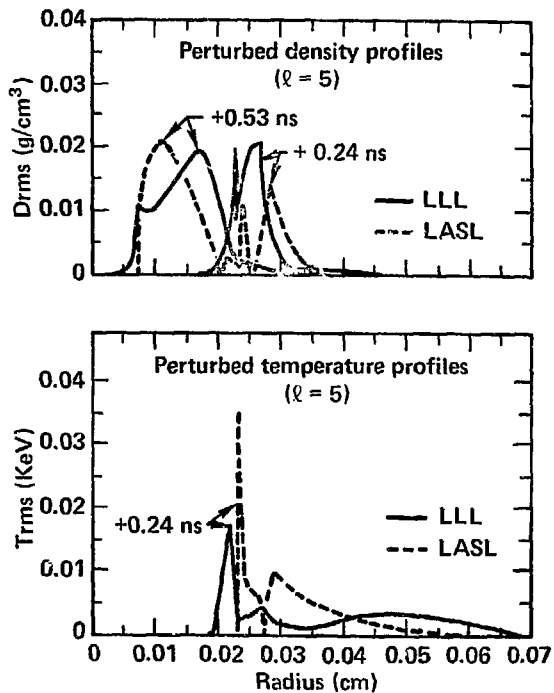 0.04
Perturbed density profiles
(ℓ = 5)
0.03
+0.53 ns
0.02
+ 0.24 ns
0.01
LLL
LASL
0
Drms (g/cm³)
Perturbed temperature profiles
(ℓ = 5)
0.04
0.03
0.02
+0.24 ns
LLL
0.01
LASL
0
Trms (KeV)
0 0.01 0.02 0.03 0.04 0.05 0.06 0.07
Radius (cm)